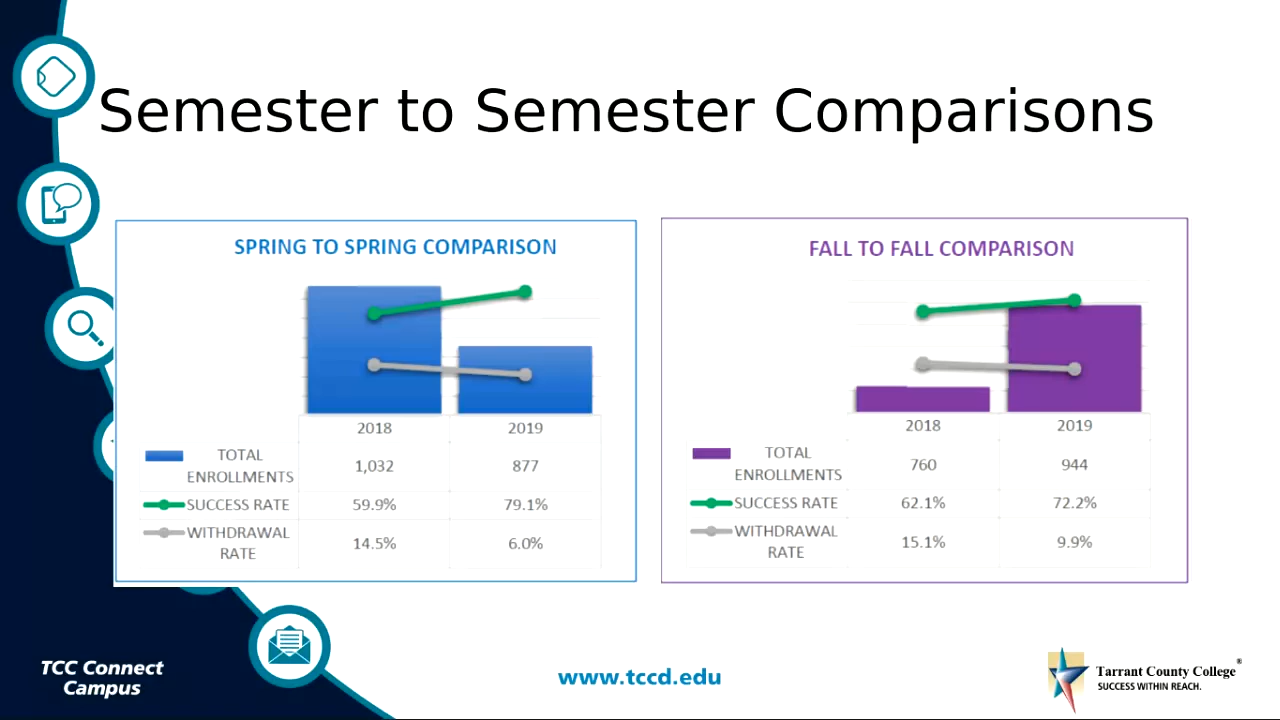 Semester to Semester Comparisons
SPRING TO SPRING COMPARISON
2018 2019
TOTAL ENROLLMENTS 1,032 877
SUCCESS RATE 59.9% 79.1%
WITHDRAWAL RATE 14.5% 6.0%
FALL TO FALL COMPARISON
2018 2019
TOTAL ENROLLMENTS 760 944
SUCCESS RATE 62.1% 72.2%
WITHDRAWAL RATE 15.1% 9.9%
TCC Connect
Campus
www.tccd.edu
Tarrant County College®
SUCCESS WITHIN REACH.